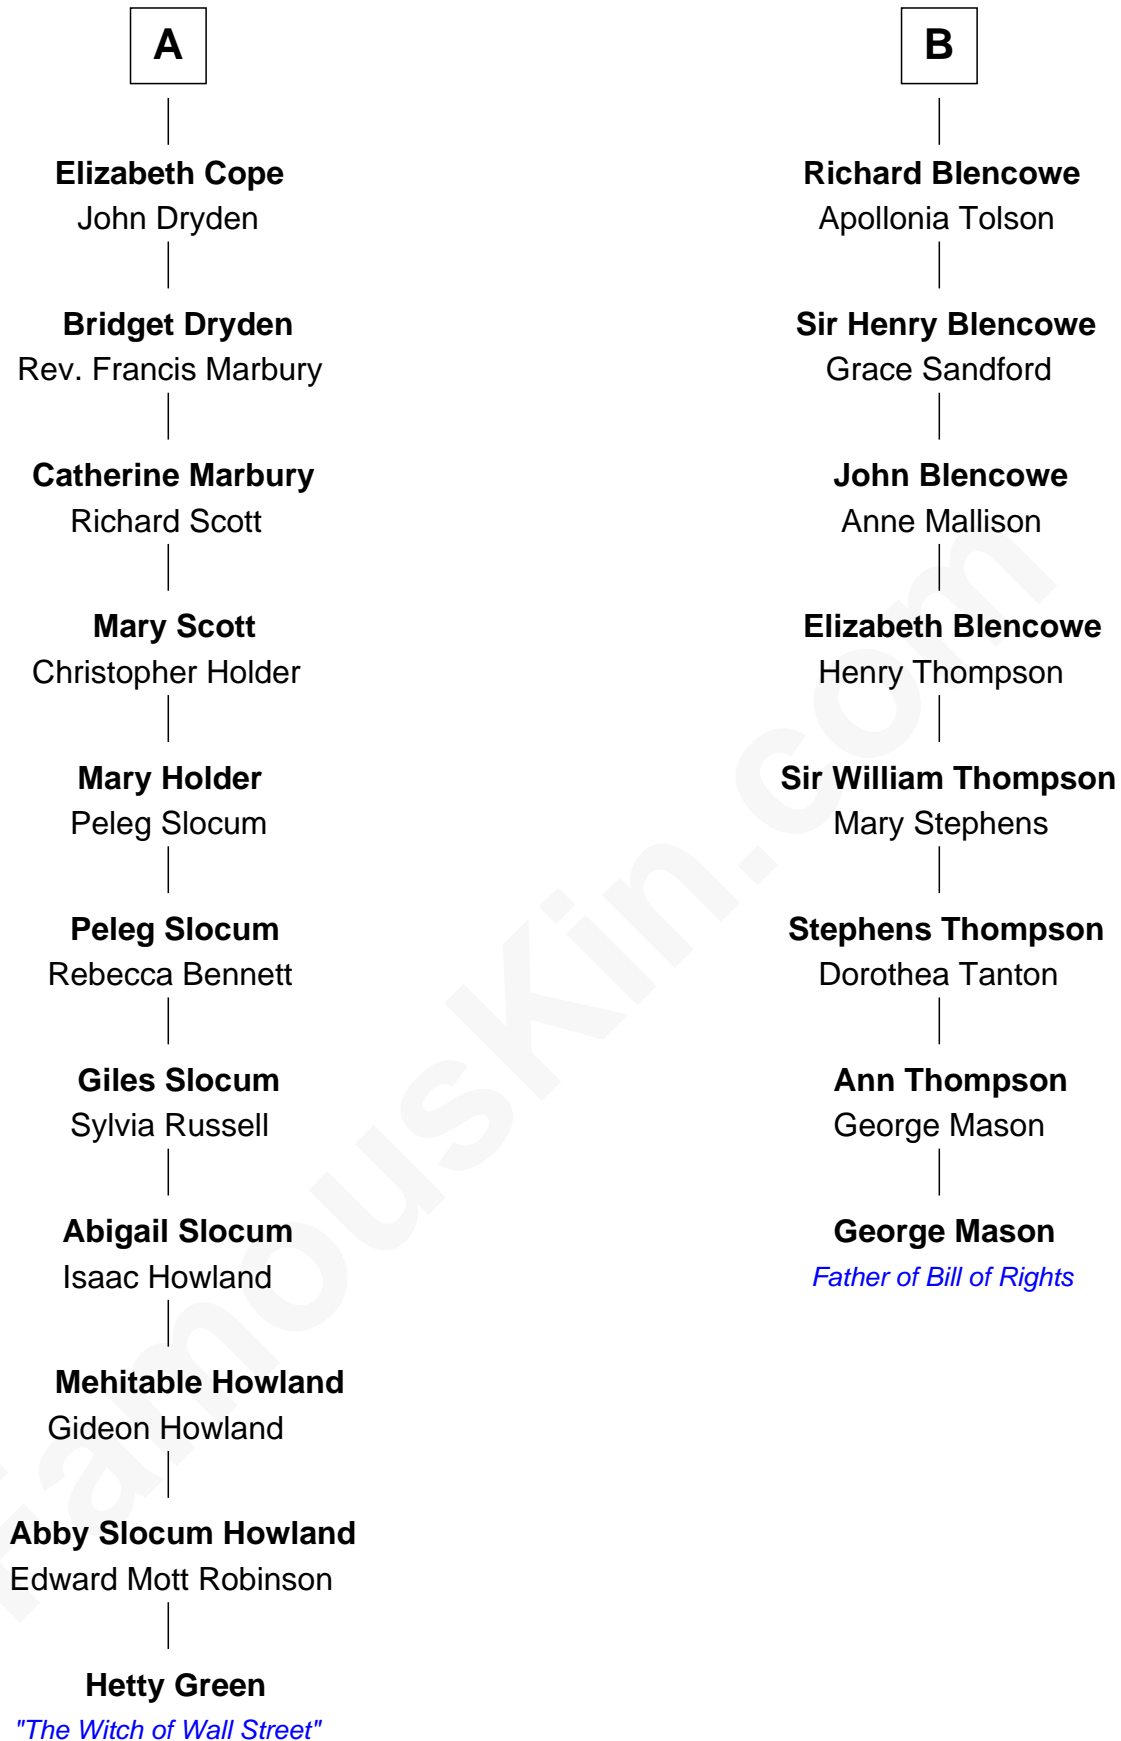 A
Elizabeth Cope
John Dryden
Bridget Dryden
Rev. Francis Marbury
Catherine Marbury
Richard Scott
Mary Scott
Christopher Holder
Mary Holder
Peleg Slocum
Peleg Slocum
Rebecca Bennett
Giles Slocum
Sylvia Russell
Abigail Slocum
Isaac Howland
Mehitable Howland
Gideon Howland
Abby Slocum Howland
Edward Mott Robinson
Hetty Green
"The Witch of Wall Street"
B
Richard Blencowe
Apollonia Tolson
Sir Henry Blencowe
Grace Sandford
John Blencowe
Anne Mallison
Elizabeth Blencowe
Henry Thompson
Sir William Thompson
Mary Stephens
Stephens Thompson
Dorothea Tanton
Ann Thompson
George Mason
George Mason
Father of Bill of Rights
FamousKin.com